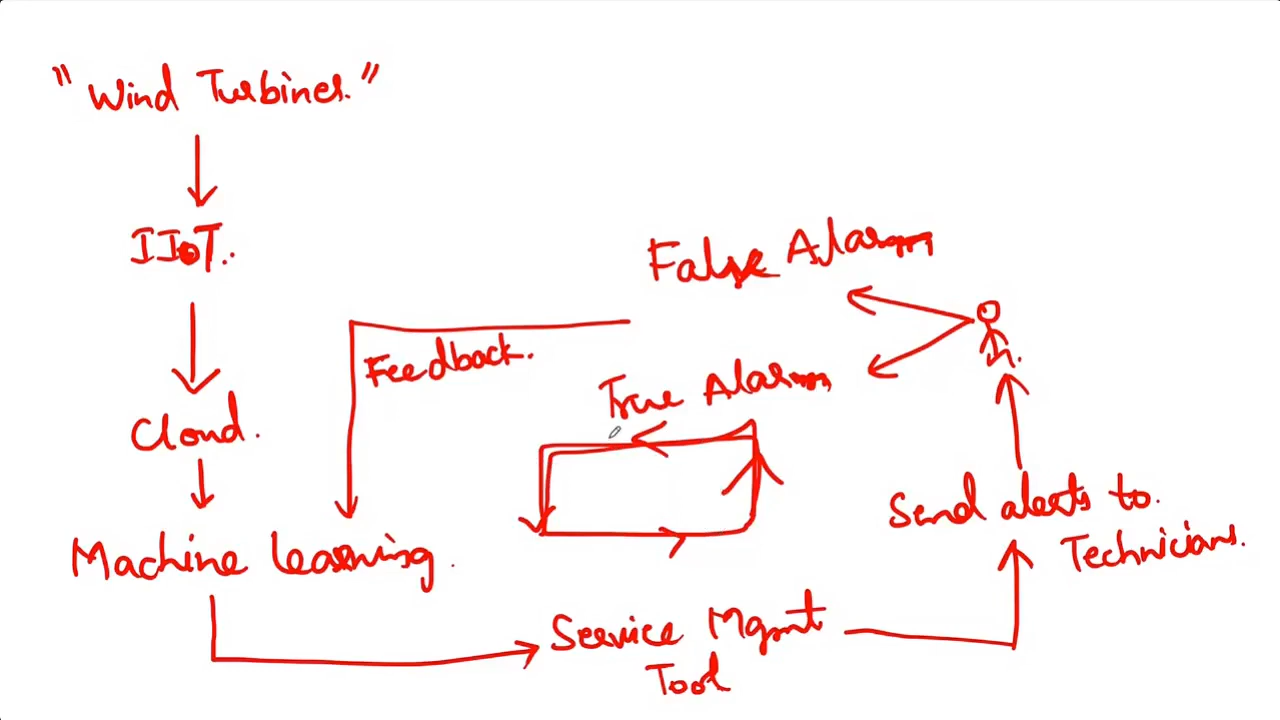 "Wind Turbines."
IIoT.
Cloud.
Machine learning.
Service Mgmt
Tool
Send alerts to.
Technicians.
False Alarm
True Alarm
Feedback.